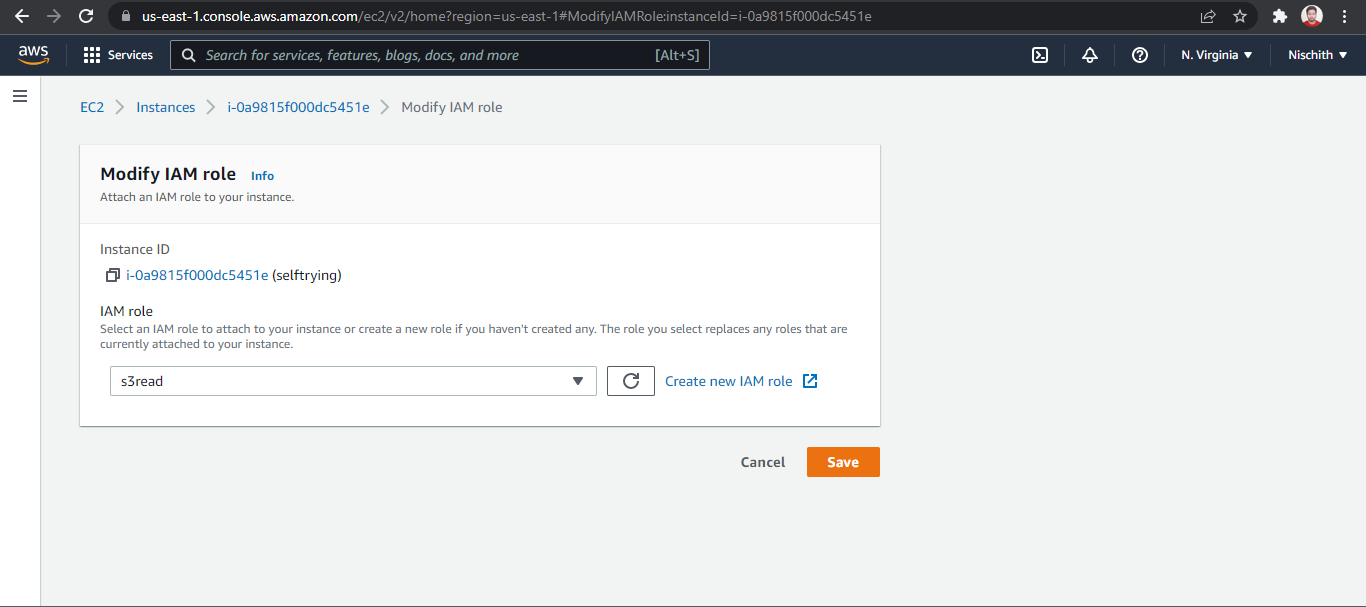 us-east-1.console.aws.amazon.com/ec2/v2/home?region=us-east-1#ModifyIAMRole:instanceId=i-0a9815f000dc5451e
aws Services Search for services, features, blogs, docs, and more [Alt+S] N. Virginia Nischith
EC2 Instances i-0a9815f000dc5451e Modify IAM role
Modify IAM role Info
Attach an IAM role to your instance.
Instance ID
i-0a9815f000dc5451e (selftrying)
IAM role
Select an IAM role to attach to your instance or create a new role if you haven't created any. The role you select replaces any roles that are
currently attached to your instance.
s3read Create new IAM role
Cancel Save